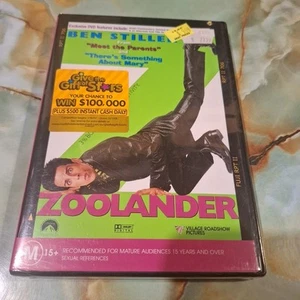 BEN STILLE
"Meet the Parents"
"There's Something
About Mary"
Give the
Gift of Stars
YOUR CHANCE TO
WIN $100,000
PLUS $500 INSTANT CASH DAILY
ZOOLANDER
VILLAGE ROADSHOW
PICTURES
M 15+
RECOMMENDED FOR MATURE AUDIENCES 15 YEARS AND OVER
SEXUAL REFERENCES